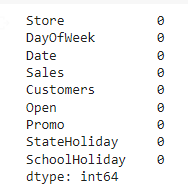 Store 0
DayOfWeek 0
Date 0
Sales 0
Customers 0
Open 0
Promo 0
StateHoliday 0
SchoolHoliday 0
dtype: int64